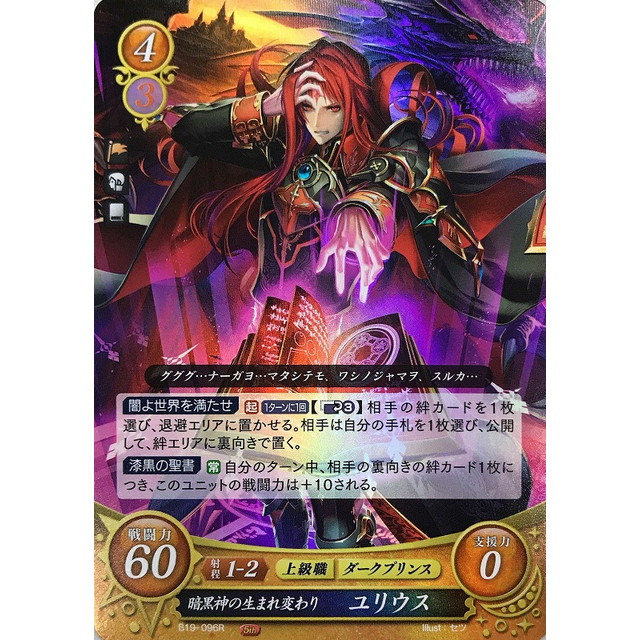 4
3
グググ…ナーガヨ…マタシテモ、ワシノジャマヲ、スルカ…
闇よ世界を満たせ 起 1ターンに1回【3】相手の絆カードを1枚
選び、退避エリアに置かせる。相手は自分の手札を1枚選び、公開
して、絆エリアに裏向きで置く。
漆黒の聖書 常 自分のターン中、相手の裏向きの絆カード1枚に
つき、このユニットの戦闘力は+10される。
戦闘力 60
射程 1-2 上級職 ダークプリンス
支援力 0
暗黒神の生まれ変わり ユリウス
B19-096R 5th Illust:セツ